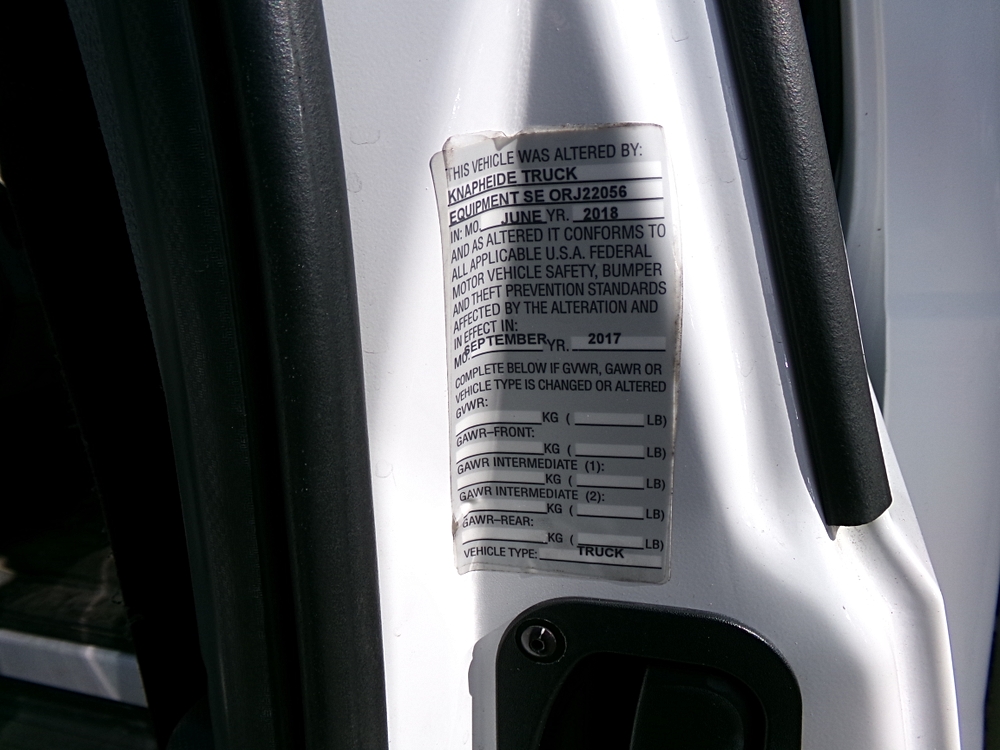 THIS VEHICLE WAS ALTERED BY:
KNAPHEIDE TRUCK
EQUIPMENT SE ORJ22056
IN: MO. JUNE YR. 2018
AND AS ALTERED IT CONFORMS TO
ALL APPLICABLE U.S.A. FEDERAL
MOTOR VEHICLE SAFETY, BUMPER
AND THEFT PREVENTION STANDARDS
AFFECTED BY THE ALTERATION AND
IN EFFECT IN:
MO. SEPTEMBER YR. 2017
COMPLETE BELOW IF GVWR, GAWR OR
VEHICLE TYPE IS CHANGED OR ALTERED
GVWR:
KG ( LB)
GAWR–FRONT:
KG ( LB)
GAWR INTERMEDIATE (1):
KG ( LB)
GAWR INTERMEDIATE (2):
KG ( LB)
GAWR–REAR:
KG ( LB)
VEHICLE TYPE: TRUCK